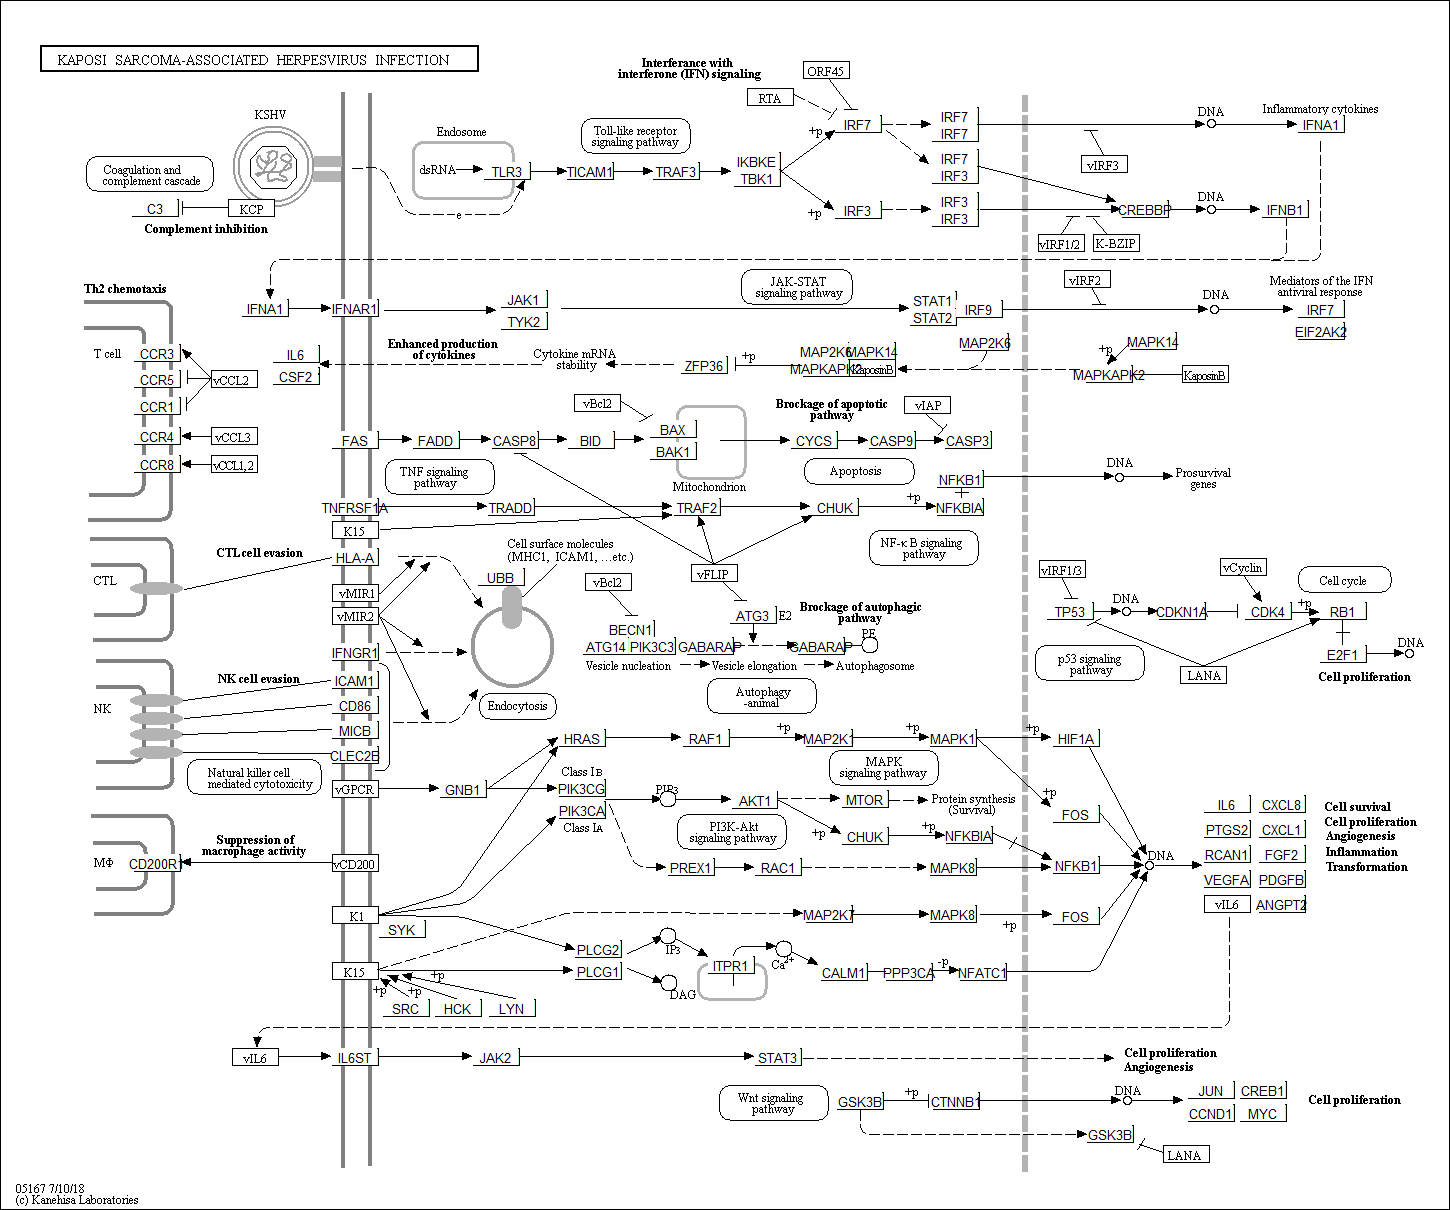 KAPOSI SARCOMA-ASSOCIATED HERPESVIRUS INFECTION
Interferance with
interferone (IFN) signaling
ORF45
RTA
KSHV
Endosome
Toll-like receptor
signaling pathway
+p
IRF7
IRF7
IRF7
DNA
Inflammatory cytokines
IFNA1
Coagulation and
complement cascade
dsRNA
TLR3
TICAM1
TRAF3
IKBKE
TBK1
IRF7
IRF3
vIRF3
C3
KCP
e
+p
IRF3
IRF3
IRF3
CREBBP
DNA
IFNB1
Complement inhibition
vIRF1/2
K-BZIP
Th2 chemotaxis
JAK-STAT
signaling pathway
vIRF2
Mediators of the IFN
antiviral response
IFNA1
IFNAR1
JAK1
TYK2
STAT1
STAT2
IRF9
DNA
IRF7
EIF2AK2
T cell
CCR3
CCR5
CCR1
CCR4
CCR8
vCCL2
vCCL3
vCCL1,2
IL6
CSF2
Enhanced production
of cytokines
Cytokine mRNA
stability
ZFP36
+p
MAP2K6
MAPK14
MAPKAPK2
KaposinB
MAP2K6
+p
MAPK14
MAPKAPK2
KaposinB
vBcl2
Brockage of apoptotic
pathway
vIAP
FAS
FADD
CASP8
BID
BAX
BAK1
CYCS
CASP9
CASP3
TNF signaling
pathway
Mitochondrion
Apoptosis
NFKB1
DNA
Prosurvival
genes
TNFRSF1A
TRADD
TRAF2
CHUK
+p
NFKBIA
K15
NF-κB signaling
pathway
CTL cell evasion
HLA-A
Cell surface molecules
(MHC1, ICAM1, ...etc.)
CTL
vMIR1
vMIR2
UBB
vBcl2
vFLIP
vIRF1/3
vCyclin
Cell cycle
ATG3
E2
Brockage of autophagic
pathway
TP53
DNA
CDKN1A
CDK4
+p
RB1
BECN1
ATG14
PIK3C3
GABARAP
GABARAP
PE
IFNGR1
Vesicle nucleation
Vesicle elongation
Autophagosome
p53 signaling
pathway
LANA
E2F1
DNA
Cell proliferation
NK cell evasion
NK
ICAM1
CD86
MICB
CLEC2B
Endocytosis
Autophagy
-animal
Natural killer cell
mediated cytotoxicity
vGPCR
GNB1
HRAS
RAF1
+p
MAP2K1
+p
MAPK1
+p
HIF1A
MAPK
signaling pathway
Class IB
PIK3CG
PIK3CA
Class IA
PIP3
AKT1
MTOR
Protein synthesis
(Survival)
+p
FOS
PI3K-Akt
signaling pathway
+p
CHUK
+p
NFKBIA
Suppression of
macrophage activity
MΦ
CD200R1
vCD200
PREX1
RAC1
MAPK8
NFKB1
DNA
IL6
CXCL8
PTGS2
CXCL1
RCAN1
FGF2
VEGFA
PDGFB
vIL6
ANGPT2
Cell survival
Cell proliferation
Angiogenesis
Inflammation
Transformation
K1
SYK
MAP2K7
MAPK8
+p
FOS
PLCG2
IP3
ITPR1
Ca2+
K15
+p
+p
+p
PLCG1
DAG
CALM1
PPP3CA
-p
NFATC1
SRC
HCK
LYN
vIL6
IL6ST
JAK2
STAT3
Cell proliferation
Angiogenesis
Wnt signaling
pathway
GSK3B
+p
CTNNB1
DNA
JUN
CREB1
CCND1
MYC
Cell proliferation
GSK3B
LANA
05167 7/10/18
(c) Kanehisa Laboratories